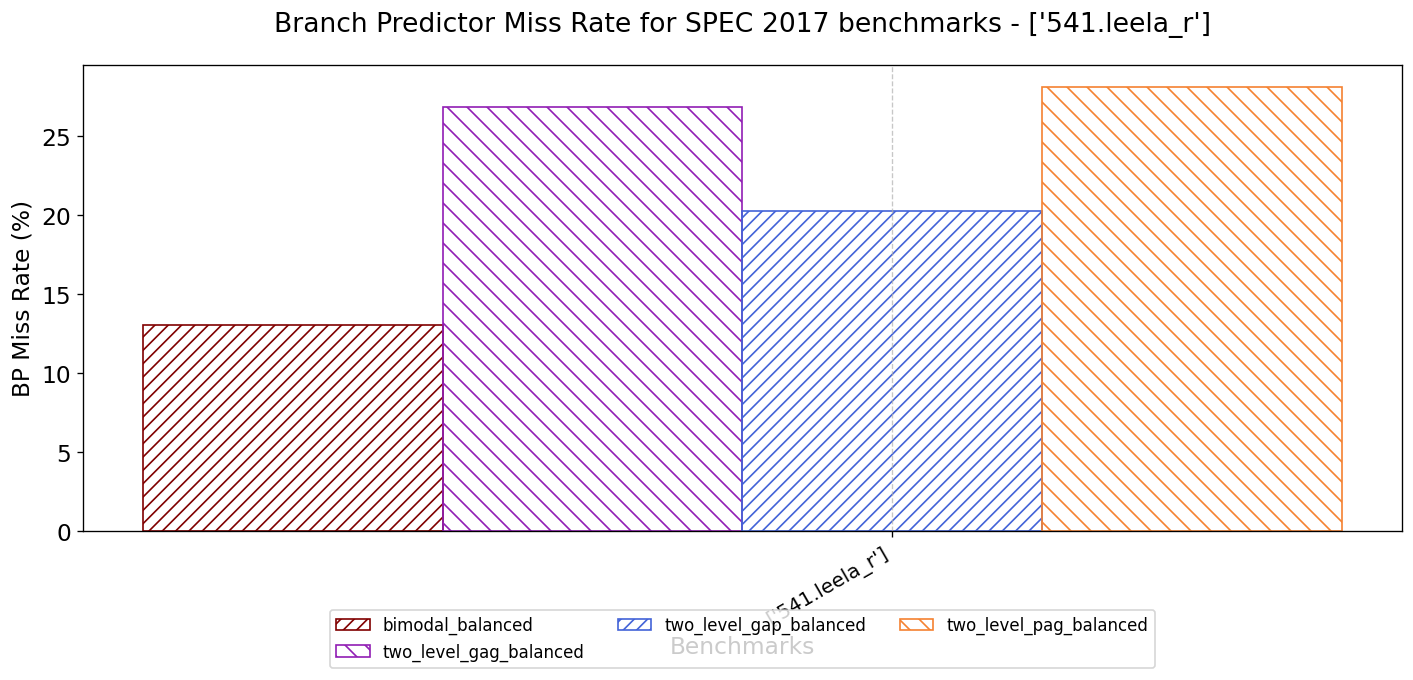 Branch Predictor Miss Rate for SPEC 2017 benchmarks - ['541.leela_r']
BP Miss Rate (%)
25
20
15
10
5
0
['541.leela_r']
Benchmarks
bimodal_balanced
two_level_gag_balanced
two_level_gap_balanced
two_level_pag_balanced